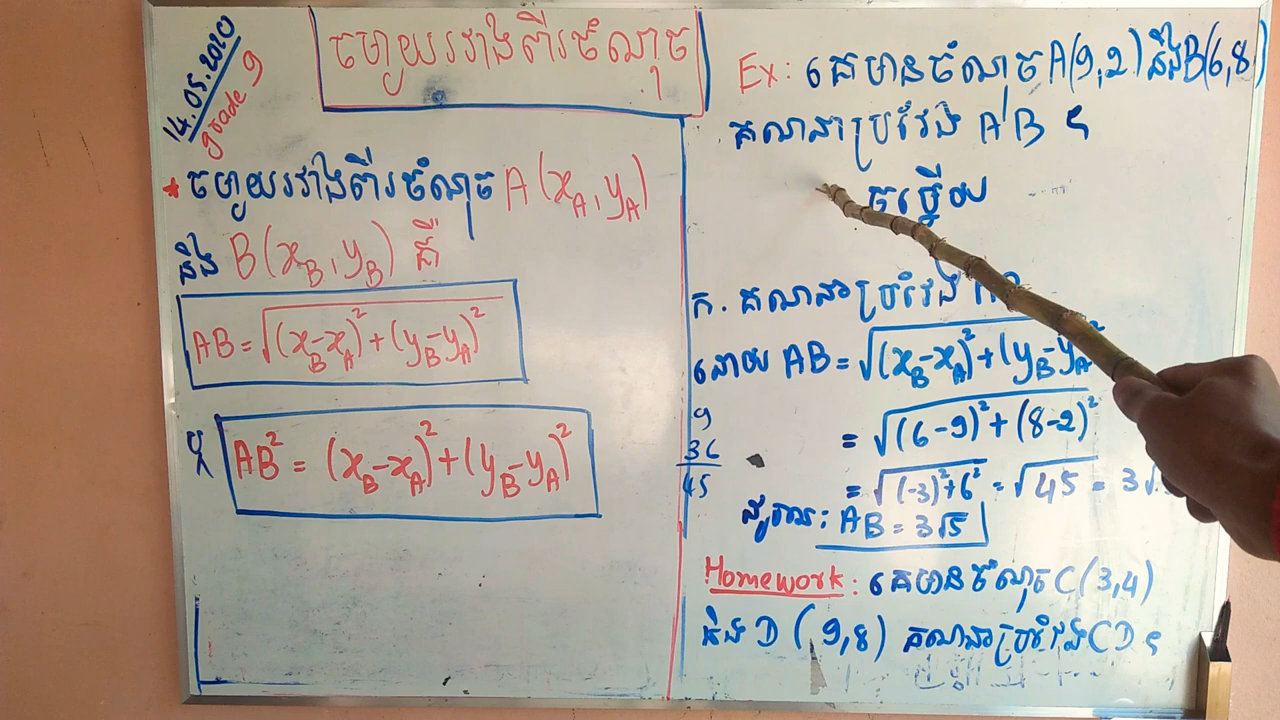 14.05.2020
grade 9
ចម្ងាយរវាងពីរចំណុច
* ចម្ងាយរវាងពីរចំណុច A(x_A, y_A)
និង B(x_B, y_B) គឺ
AB = √(x_B-x_A)²+(y_B-y_A)²
ឬ AB² = (x_B-x_A)²+(y_B-y_A)²
Ex: គេមានចំណុច A(9,2) និង B(6,8)
គណនាប្រវែង AB ។
ចម្លើយ
ក. គណនាប្រវែង AB
ដោយ AB = √(x_B-x_A)²+(y_B-y_A)²
= √(6-9)²+(8-2)²
= √(-3)²+6² = √45 = 3√
9
36
45
ដូចនេះ: AB = 3√5
Homework: គេមានចំណុច C(3,4)
និង D (9,8) គណនាប្រវែង CD ។